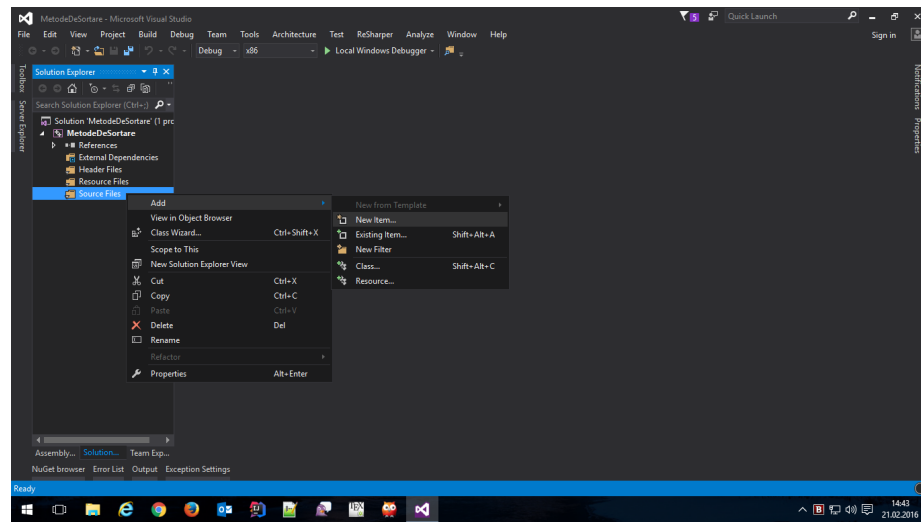 MetodeDeSortare - Microsoft Visual Studio
5
Quick Launch
File Edit View Project Build Debug Team Tools Architecture Test ReSharper Analyze Window Help
Sign in
Debug x86 Local Windows Debugger
Toolbox
Server Explorer
Solution Explorer
Search Solution Explorer (Ctrl+;)
Solution 'MetodeDeSortare' (1 prc
MetodeDeSortare
References
External Dependencies
Header Files
Resource Files
Source Files
Add
View in Object Browser
Class Wizard... Ctrl+Shift+X
Scope to This
New Solution Explorer View
Cut Ctrl+X
Copy Ctrl+C
Paste Ctrl+V
Delete Del
Rename
Refactor
Properties Alt+Enter
New from Template
New Item...
Existing Item... Shift+Alt+A
New Filter
Class... Shift+Alt+C
Resource...
Notifications
Properties
Assembly... Solution... Team Exp...
NuGet browser Error List Output Exception Settings
Ready
14:43
21.02.2016